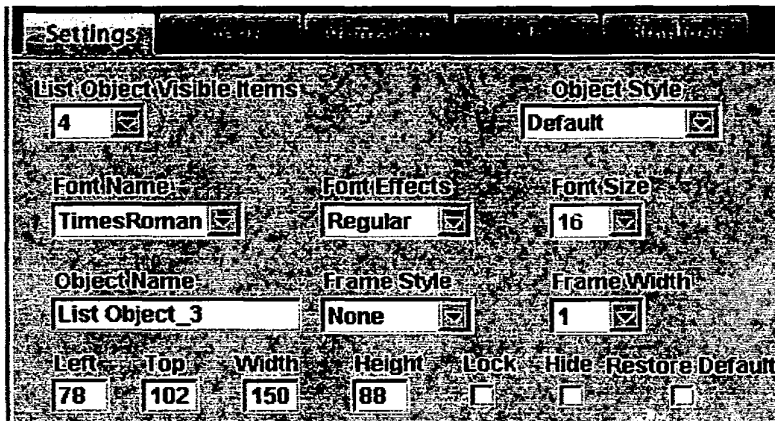 Settings
List Object Visible Items Object Style
4 Default
Font Name Font Effects Font Size
TimesRoman Regular 16
Object Name Frame Style Frame Width
List Object_3 None 1
Left Top Width Height Lock Hide Restore Default
78 102 150 88